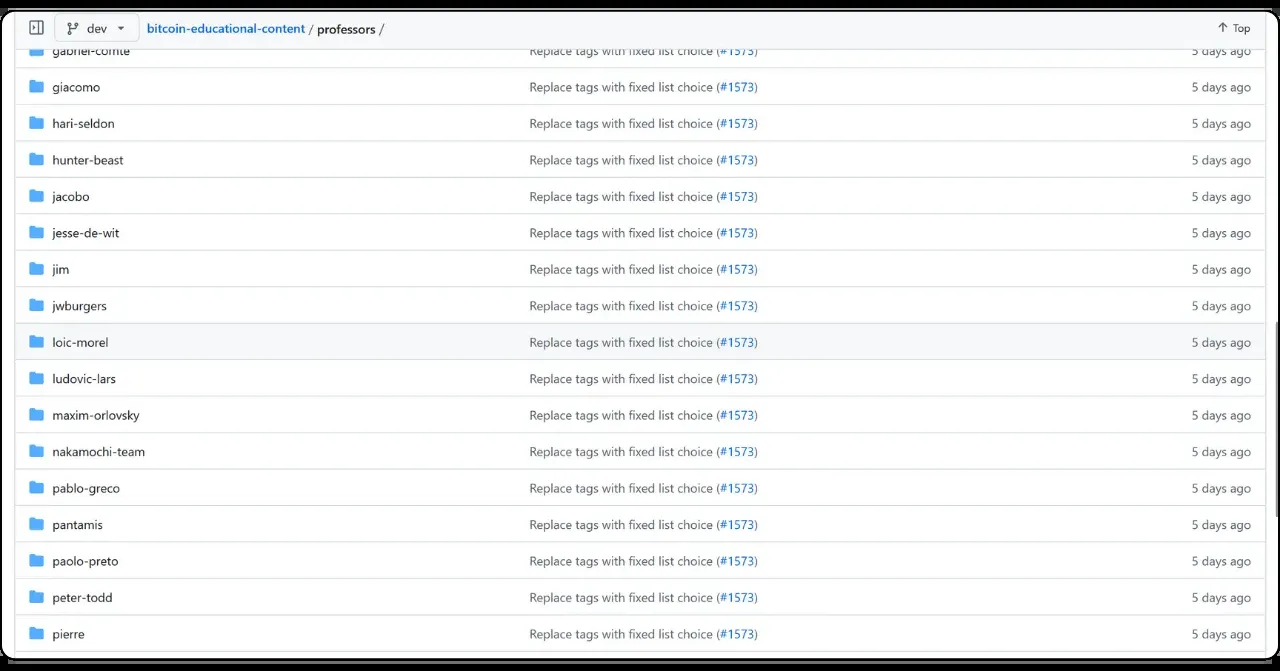 dev bitcoin-educational-content / professors / Top
gabriel-comte Replace tags with fixed list choice (#1573) 5 days ago
giacomo Replace tags with fixed list choice (#1573) 5 days ago
hari-seldon Replace tags with fixed list choice (#1573) 5 days ago
hunter-beast Replace tags with fixed list choice (#1573) 5 days ago
jacobo Replace tags with fixed list choice (#1573) 5 days ago
jesse-de-wit Replace tags with fixed list choice (#1573) 5 days ago
jim Replace tags with fixed list choice (#1573) 5 days ago
jwburgers Replace tags with fixed list choice (#1573) 5 days ago
loic-morel Replace tags with fixed list choice (#1573) 5 days ago
ludovic-lars Replace tags with fixed list choice (#1573) 5 days ago
maxim-orlovsky Replace tags with fixed list choice (#1573) 5 days ago
nakamochi-team Replace tags with fixed list choice (#1573) 5 days ago
pablo-greco Replace tags with fixed list choice (#1573) 5 days ago
pantamis Replace tags with fixed list choice (#1573) 5 days ago
paolo-preto Replace tags with fixed list choice (#1573) 5 days ago
peter-todd Replace tags with fixed list choice (#1573) 5 days ago
pierre Replace tags with fixed list choice (#1573) 5 days ago